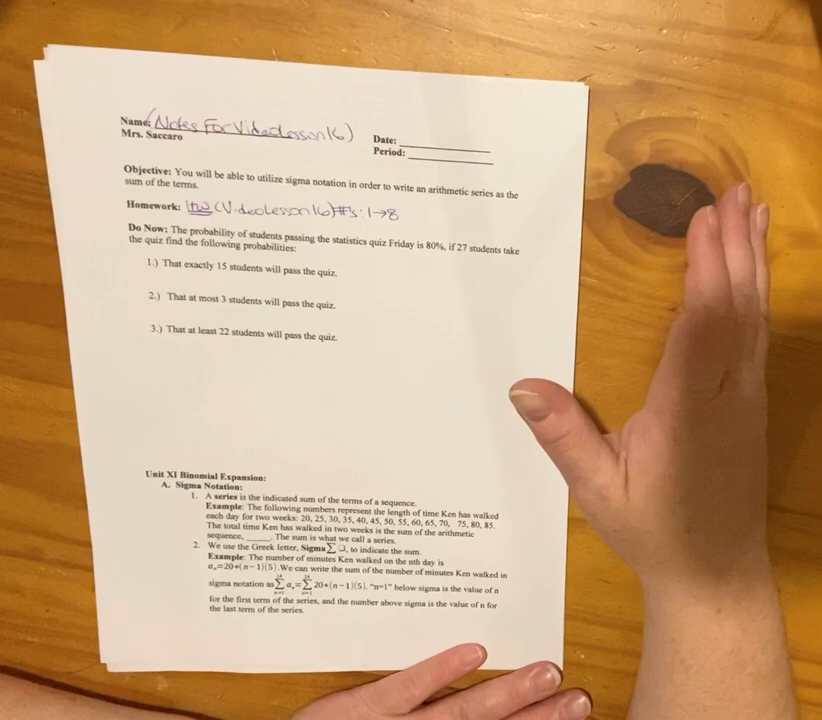 Name: (Notes For Video Lesson 16)
Mrs. Saccaro
Date:
Period:
Objective: You will be able to utilize sigma notation in order to write an arithmetic series as the
sum of the terms.
Homework: (Video Lesson 16) #'s: 1→8
Do Now: The probability of students passing the statistics quiz Friday is 80%, if 27 students take
the quiz find the following probabilities:
1.) That exactly 15 students will pass the quiz.
2.) That at most 3 students will pass the quiz.
3.) That at least 22 students will pass the quiz.
Unit XI Binomial Expansion:
A. Sigma Notation:
1. A series is the indicated sum of the terms of a sequence.
Example: The following numbers represent the length of time Ken has walked
each day for two weeks: 20, 25, 30, 35, 40, 45, 50, 55, 60, 65, 70, 75, 80, 85.
The total time Ken has walked in two weeks is the sum of the arithmetic
sequence, ______. The sum is what we call a series.
2. We use the Greek letter, Sigma ∑, to indicate the sum.
Example: The number of minutes Ken walked on the nth day is
aₙ=20+(n−1)(5). We can write the sum of the number of minutes Ken walked in
sigma notation as ∑ aₙ = ∑ 20+(n−1)(5). "n=1" below sigma is the value of n
for the first term of the series, and the number above sigma is the value of n for
the last term of the series.